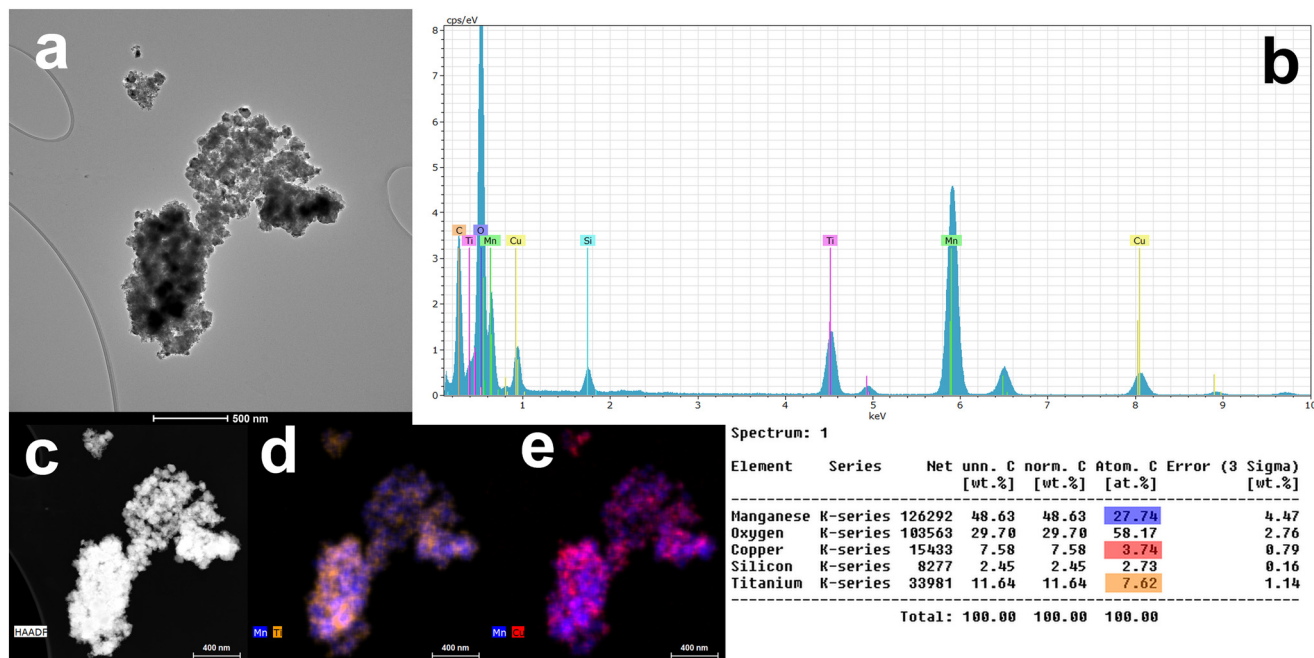 a
500 nm
cps/eV
b
8
7
6
5
4
3
2
1
0
C
O
Ti
Mn
Cu
Si
Ti
Mn
Cu
1
2
3
4
5
6
7
8
9
10
keV
c
HAADF
400 nm
d
Mn Ti
400 nm
e
Mn Cu
400 nm
Spectrum: 1
Element Series Net unn. C norm. C Atom. C Error (3 Sigma)
[wt.%] [wt.%] [at.%] [wt.%]
Manganese K-series 126292 48.63 48.63 27.74 4.47
Oxygen K-series 103563 29.70 29.70 58.17 2.76
Copper K-series 15433 7.58 7.58 3.74 0.79
Silicon K-series 8277 2.45 2.45 2.73 0.16
Titanium K-series 33981 11.64 11.64 7.62 1.14
Total: 100.00 100.00 100.00